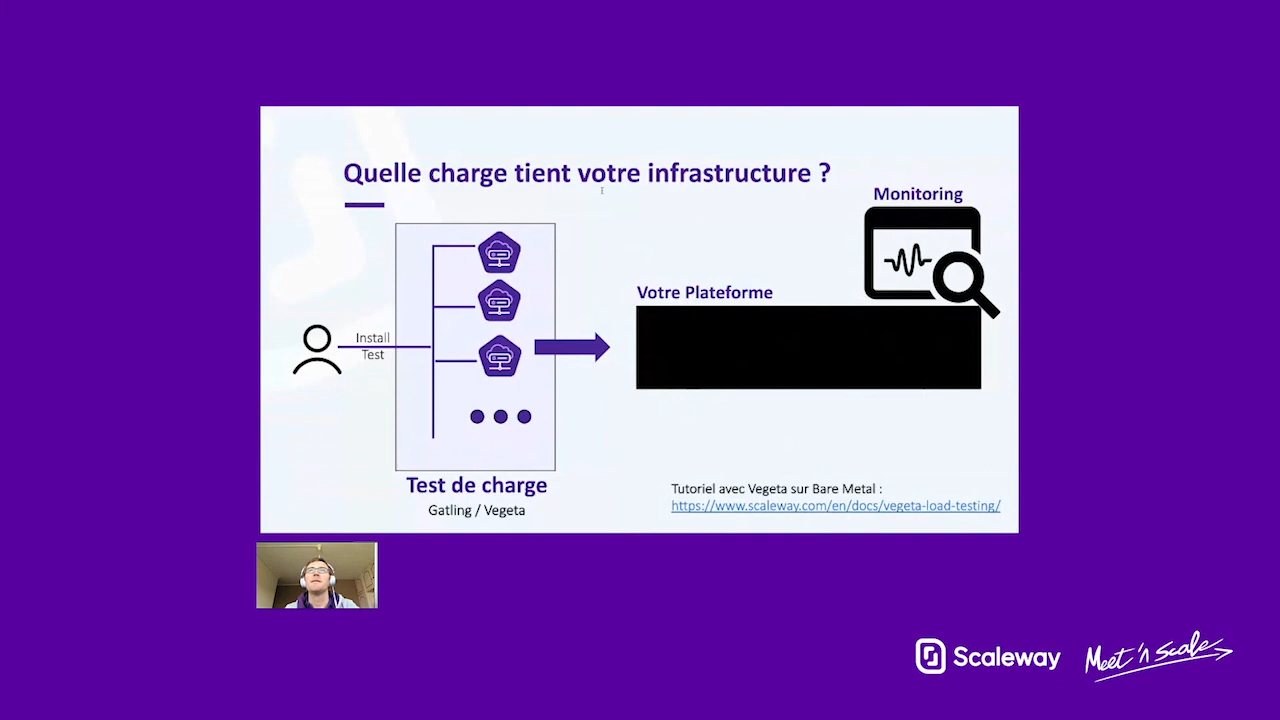 Quelle charge tient votre infrastructure ?
Monitoring
Votre Plateforme
Install
Test
Test de charge
Gatling / Vegeta
Tutoriel avec Vegeta sur Bare Metal :
https://www.scaleway.com/en/docs/vegeta-load-testing/
Scaleway
Meet 'n Scale